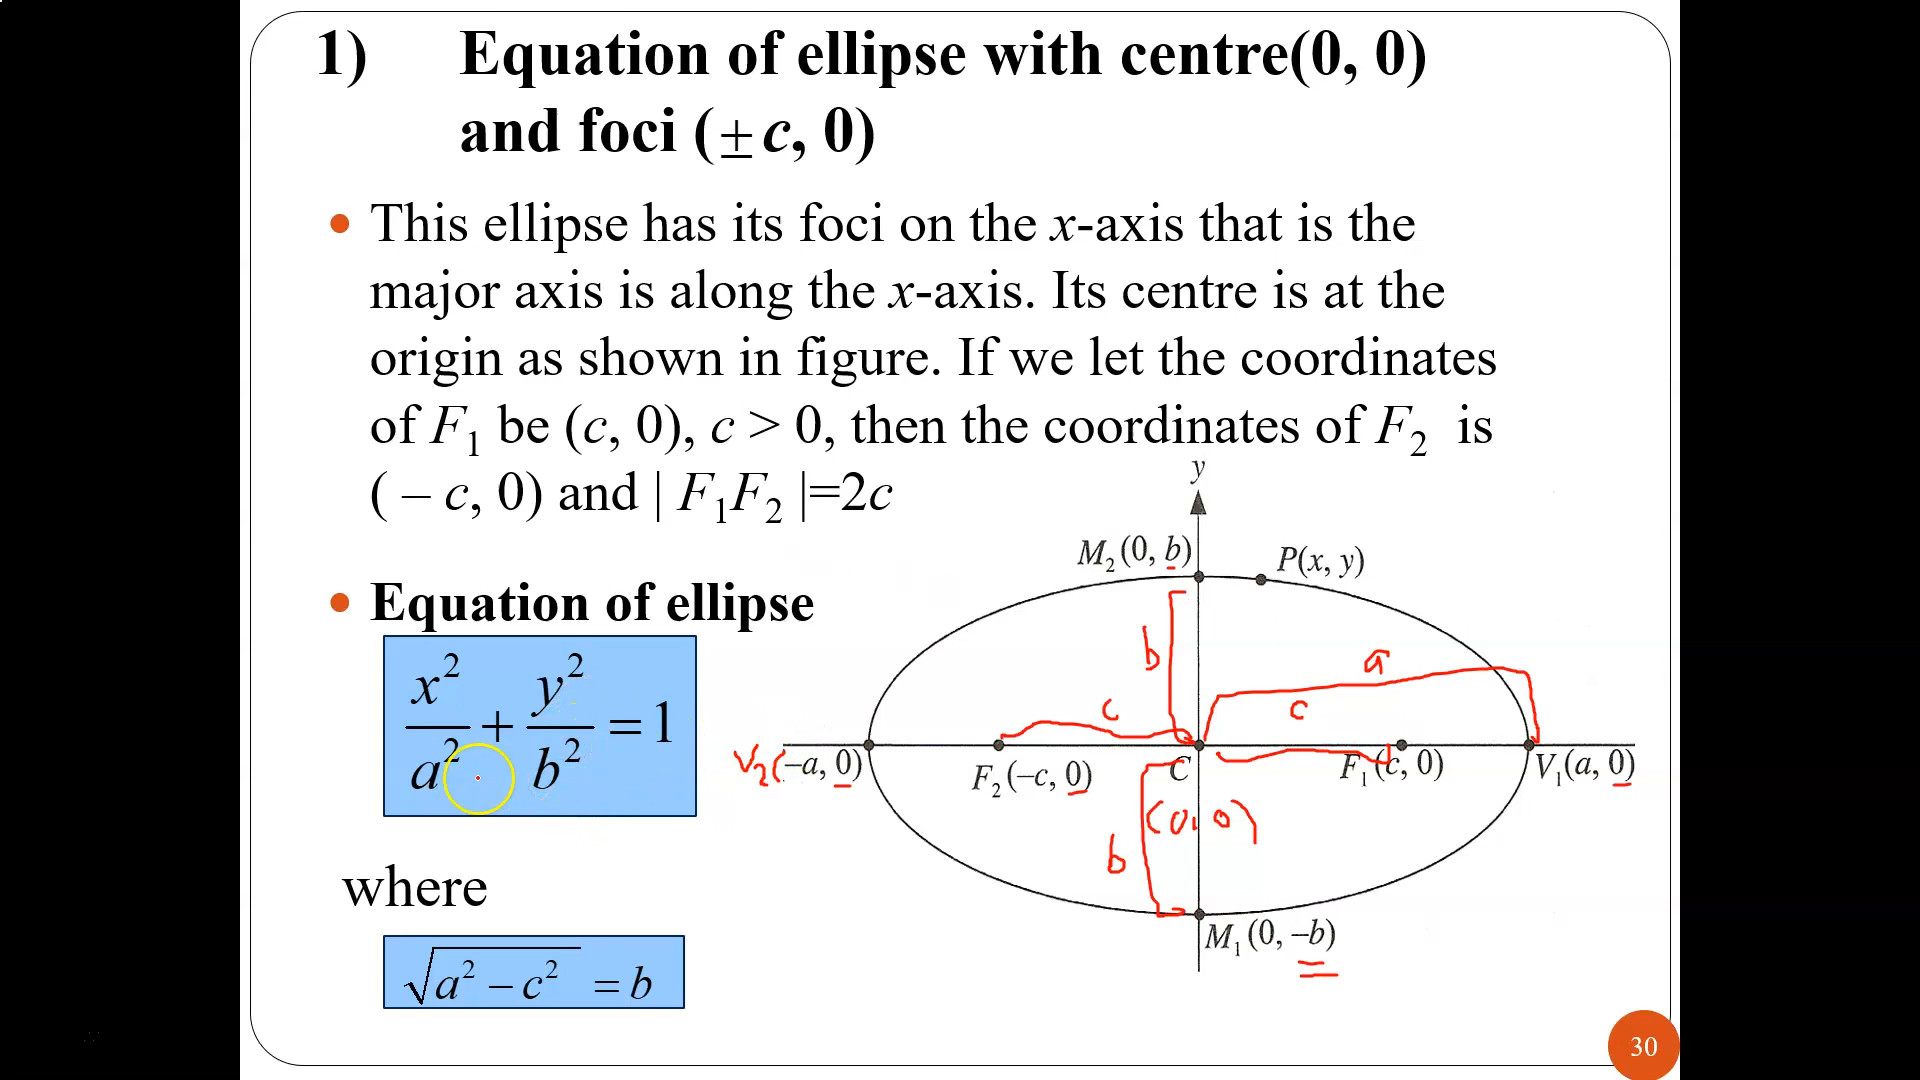 1) Equation of ellipse with centre(0, 0)
and foci (±c, 0)
• This ellipse has its foci on the x-axis that is the
major axis is along the x-axis. Its centre is at the
origin as shown in figure. If we let the coordinates
of F₁ be (c, 0), c > 0, then the coordinates of F₂ is
( – c, 0) and | F₁F₂ |=2c
• Equation of ellipse
x²/a² + y²/b² = 1
where
√(a² – c²) = b
y
M₂(0, b)
P(x, y)
b
a
c
c
V₂(–a, 0)
F₂(–c, 0)
C
F₁(c, 0)
V₁(a, 0)
(0, 0)
b
M₁(0, –b)
30